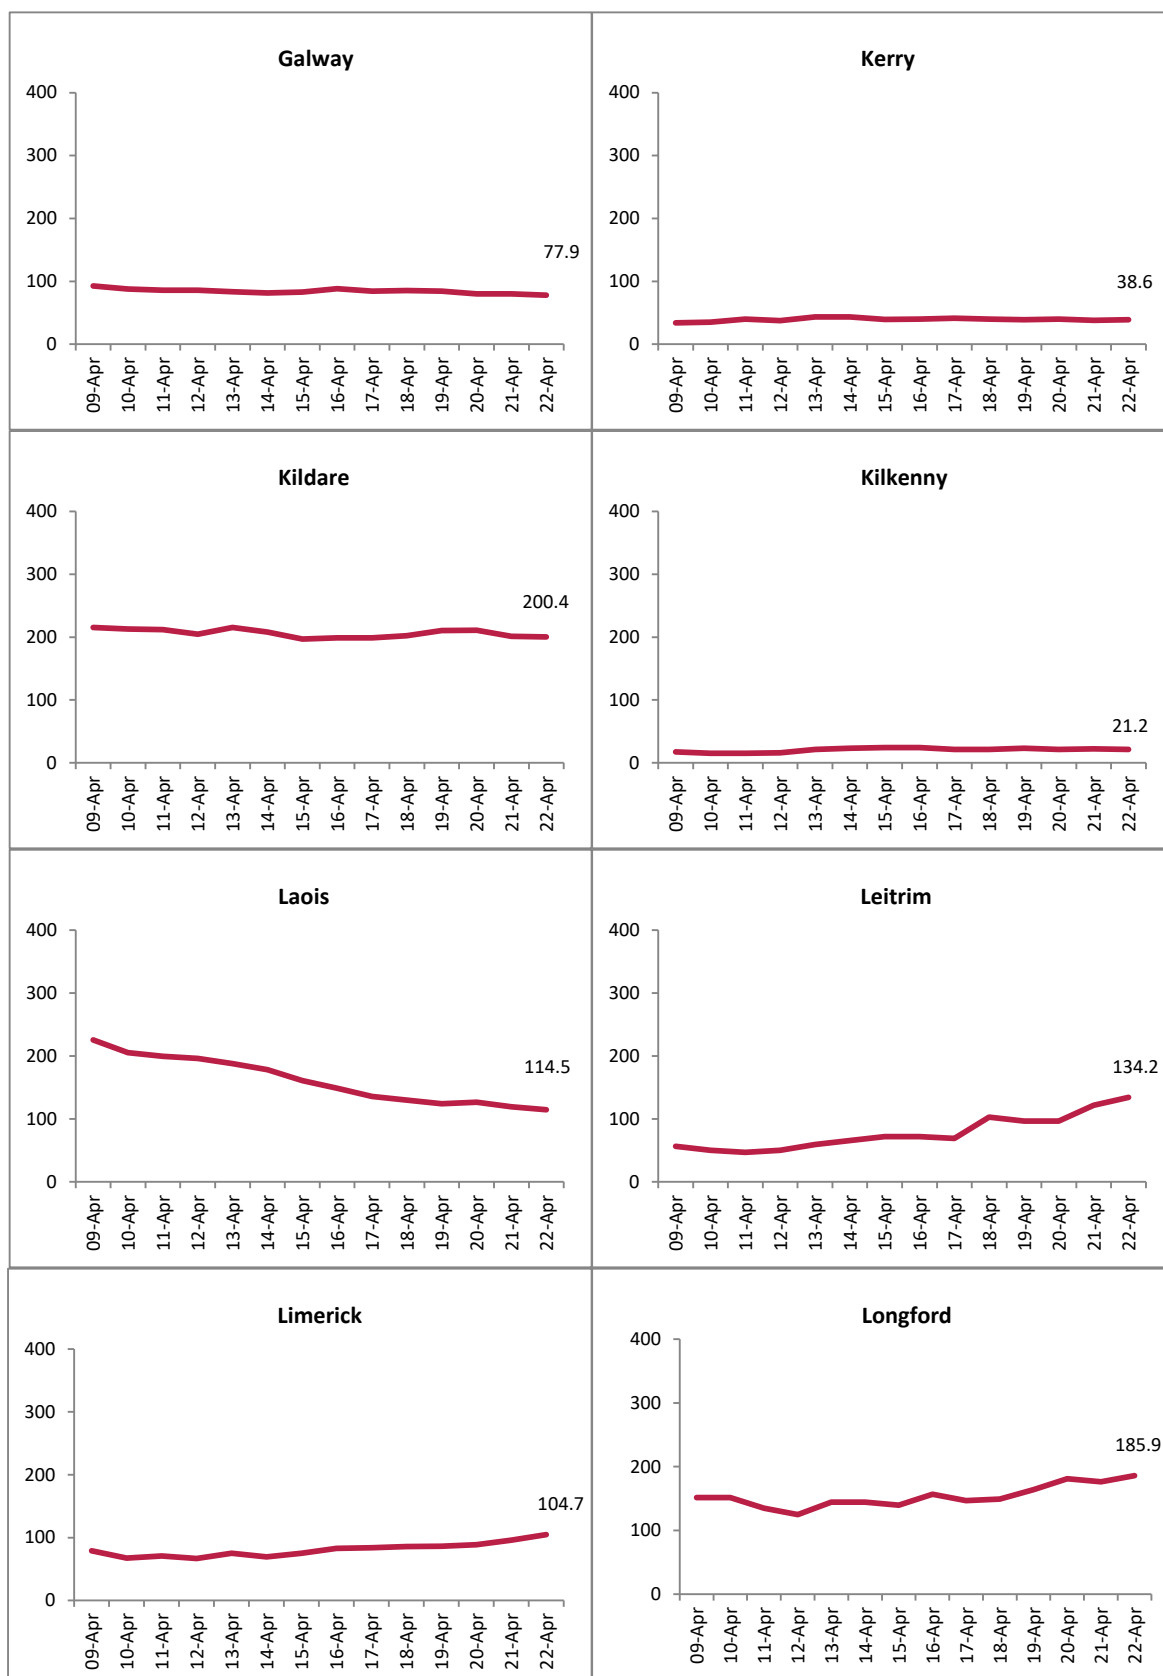 Galway
400
300
200
100
0
77.9
09-Apr
10-Apr
11-Apr
12-Apr
13-Apr
14-Apr
15-Apr
16-Apr
17-Apr
18-Apr
19-Apr
20-Apr
21-Apr
22-Apr
Kerry
400
300
200
100
0
38.6
09-Apr
10-Apr
11-Apr
12-Apr
13-Apr
14-Apr
15-Apr
16-Apr
17-Apr
18-Apr
19-Apr
20-Apr
21-Apr
22-Apr
Kildare
400
300
200
100
0
200.4
09-Apr
10-Apr
11-Apr
12-Apr
13-Apr
14-Apr
15-Apr
16-Apr
17-Apr
18-Apr
19-Apr
20-Apr
21-Apr
22-Apr
Kilkenny
400
300
200
100
0
21.2
09-Apr
10-Apr
11-Apr
12-Apr
13-Apr
14-Apr
15-Apr
16-Apr
17-Apr
18-Apr
19-Apr
20-Apr
21-Apr
22-Apr
Laois
400
300
200
100
0
114.5
09-Apr
10-Apr
11-Apr
12-Apr
13-Apr
14-Apr
15-Apr
16-Apr
17-Apr
18-Apr
19-Apr
20-Apr
21-Apr
22-Apr
Leitrim
400
300
200
100
0
134.2
09-Apr
10-Apr
11-Apr
12-Apr
13-Apr
14-Apr
15-Apr
16-Apr
17-Apr
18-Apr
19-Apr
20-Apr
21-Apr
22-Apr
Limerick
400
300
200
100
0
104.7
09-Apr
10-Apr
11-Apr
12-Apr
13-Apr
14-Apr
15-Apr
16-Apr
17-Apr
18-Apr
19-Apr
20-Apr
21-Apr
22-Apr
Longford
400
300
200
100
0
185.9
09-Apr
10-Apr
11-Apr
12-Apr
13-Apr
14-Apr
15-Apr
16-Apr
17-Apr
18-Apr
19-Apr
20-Apr
21-Apr
22-Apr